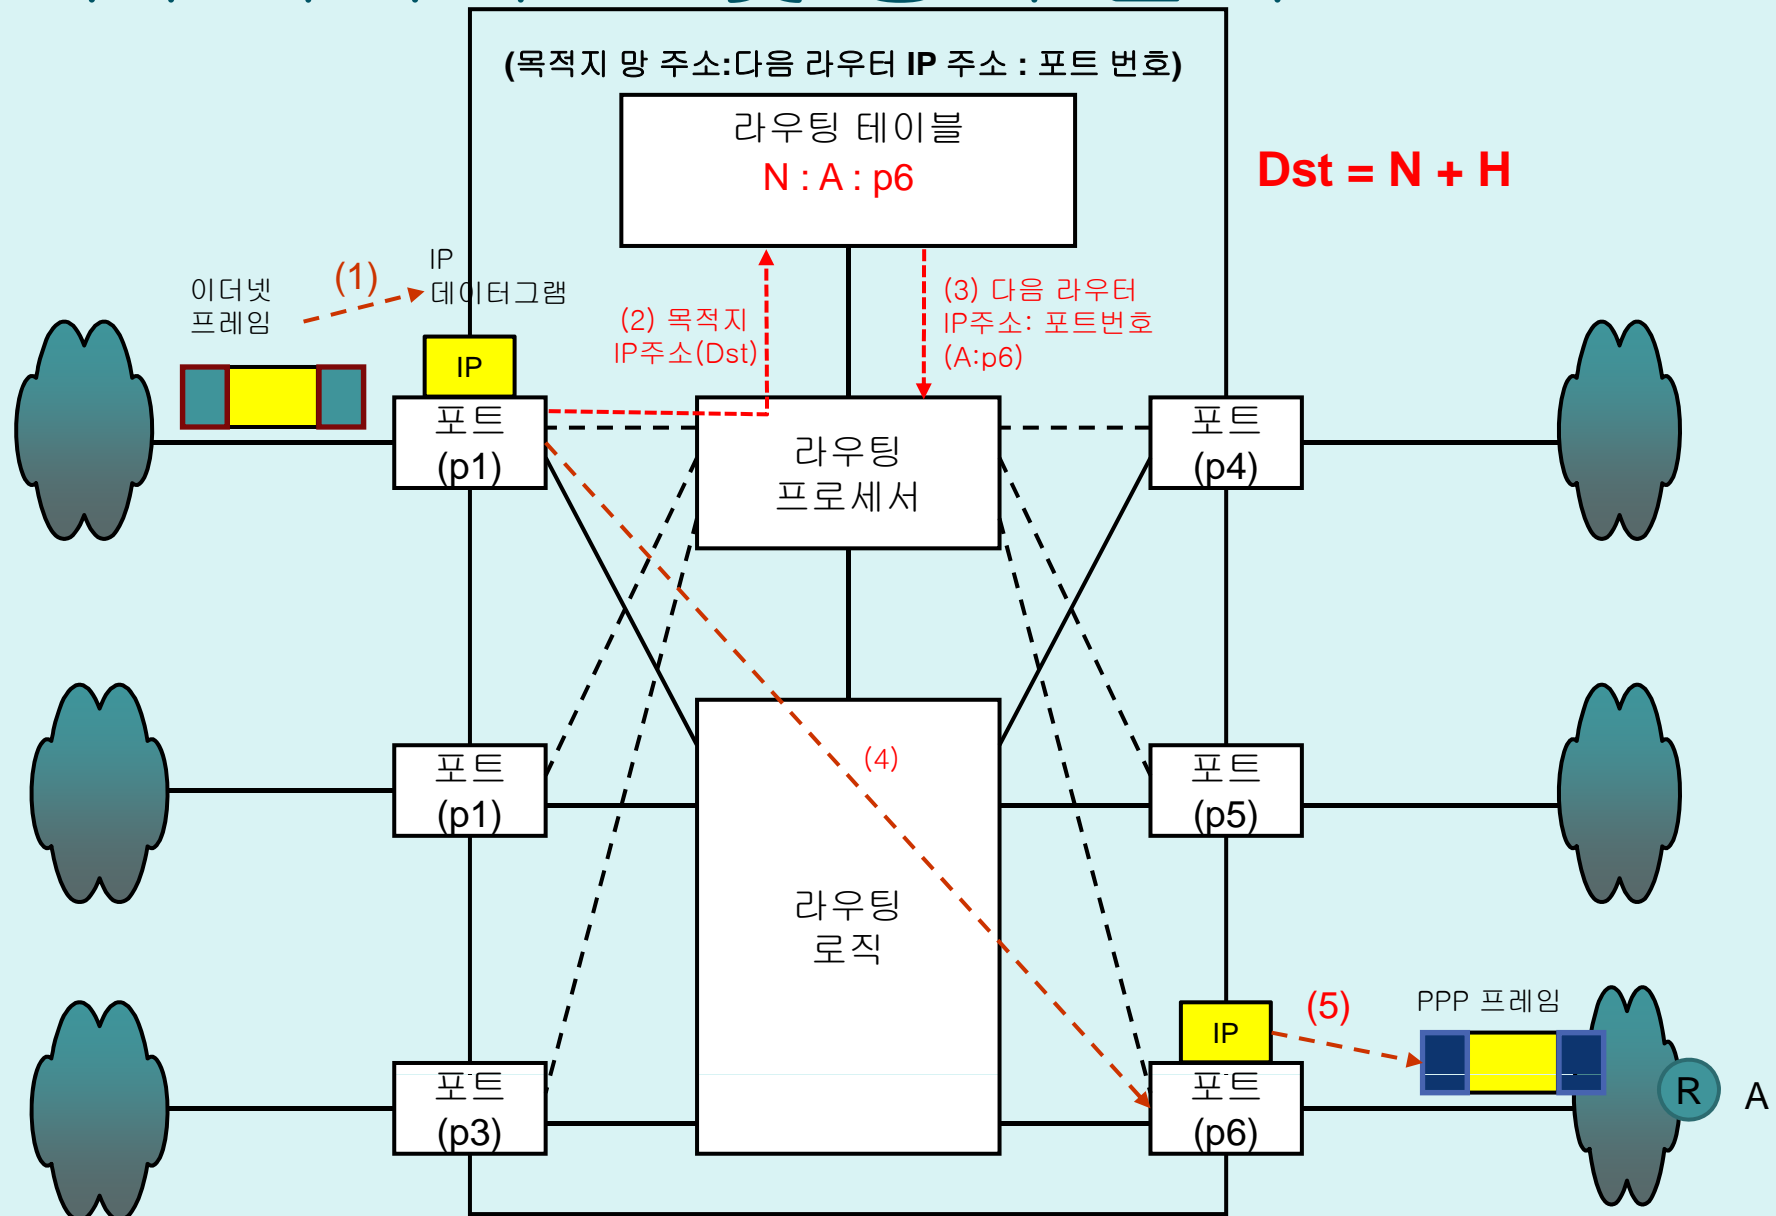 (목적지 망 주소:다음 라우터 IP 주소 : 포트 번호)
라우팅 테이블
N : A : p6
Dst = N + H
이더넷
프레임
(1)
IP
데이터그램
(2) 목적지
IP주소(Dst)
(3) 다음 라우터
IP주소: 포트번호
(A:p6)
IP
포트
(p1)
라우팅
프로세서
포트
(p4)
포트
(p1)
(4)
포트
(p5)
라우팅
로직
IP
(5)
PPP 프레임
포트
(p3)
포트
(p6)
R
A